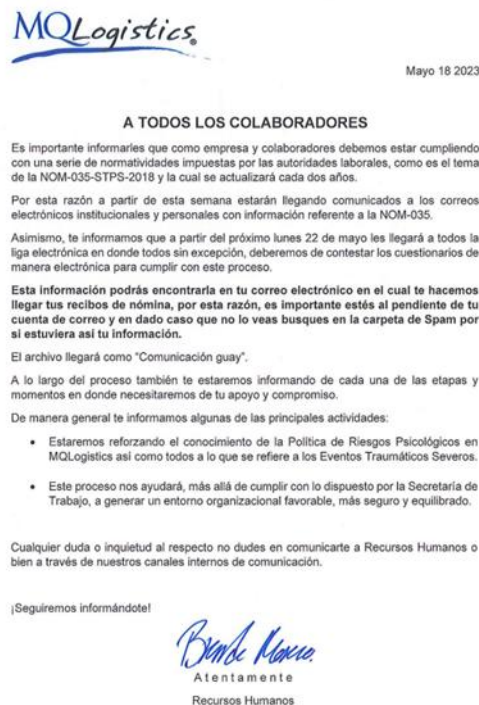 MQLogistics
Mayo 18 2023
A TODOS LOS COLABORADORES
Es importante informarles que como empresa y colaboradores debemos estar cumpliendo
con una serie de normatividades impuestas por las autoridades laborales, como es el tema
de la NOM-035-STPS-2018 y la cual se actualizará cada dos años.
Por esta razón a partir de esta semana estarán llegando comunicados a los correos
electrónicos institucionales y personales con información referente a la NOM-035.
Asimismo, te informamos que a partir del próximo lunes 22 de mayo les llegará a todos la
liga electrónica en donde todos sin excepción, deberemos de contestar los cuestionarios de
manera electrónica para cumplir con este proceso.
Esta información podrás encontrarla en tu correo electrónico en el cual te hacemos
llegar tus recibos de nómina, por esta razón, es importante estés al pendiente de tu
cuenta de correo y en dado caso que no lo veas busques en la carpeta de Spam por
si estuviera así tu información.
El archivo llegará como "Comunicación guay".
A lo largo del proceso también te estaremos informando de cada una de las etapas y
momentos en donde necesitaremos de tu apoyo y compromiso.
De manera general te informamos algunas de las principales actividades:
• Estaremos reforzando el conocimiento de la Política de Riesgos Psicológicos en
MQLogistics así como todos a lo que se refiere a los Eventos Traumáticos Severos.
• Este proceso nos ayudará, más allá de cumplir con lo dispuesto por la Secretaría de
Trabajo, a generar un entorno organizacional favorable, más seguro y equilibrado.
Cualquier duda o inquietud al respecto no dudes en comunicarte a Recursos Humanos o
bien a través de nuestros canales internos de comunicación.
¡Seguiremos informándote!
Atentamente
Recursos Humanos